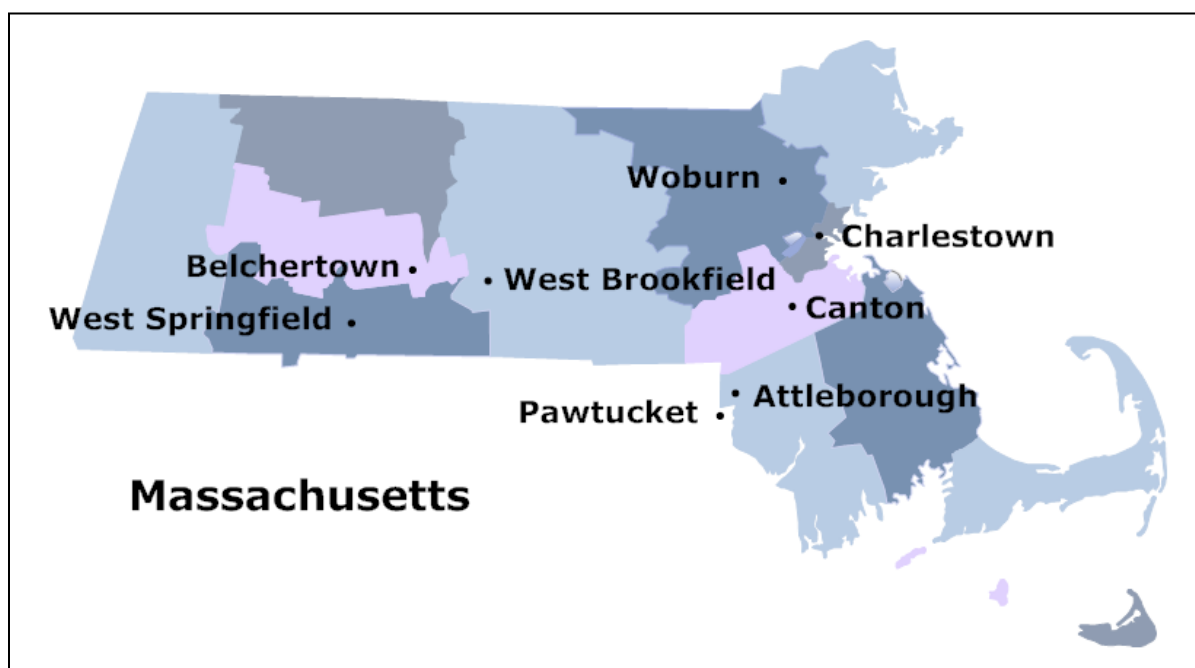 Woburn
Charlestown
Belchertown
West Brookfield
Canton
West Springfield
Attleborough
Pawtucket
Massachusetts